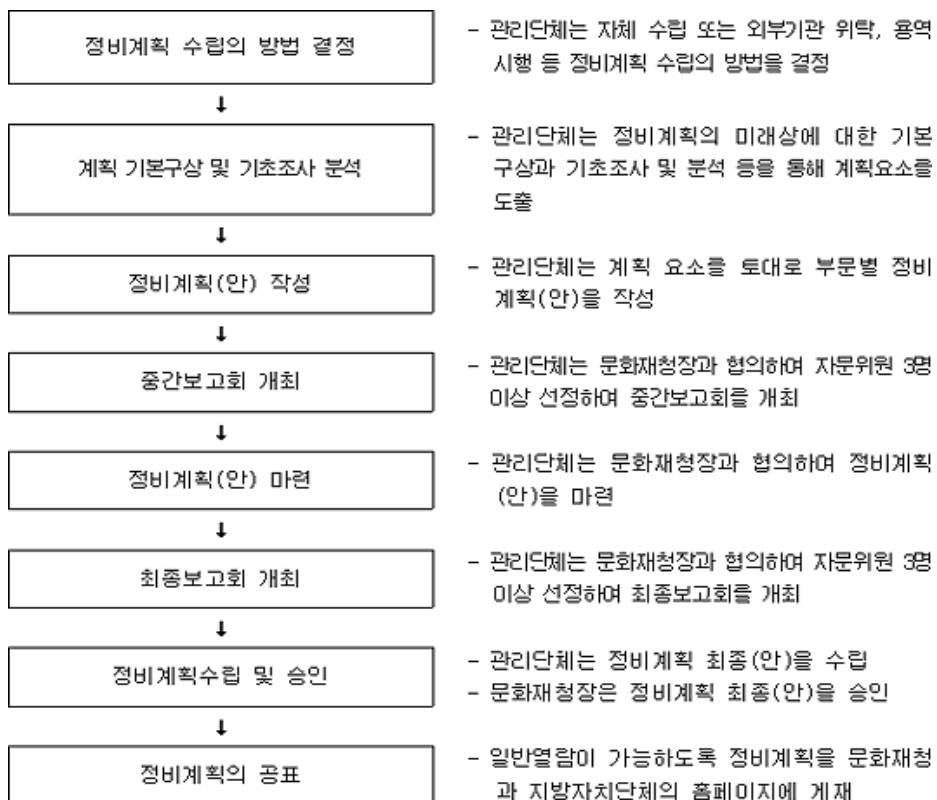 정비계획 수립의 방법 결정
- 관리단체는 자체 수립 또는 외부기관 위탁, 용역
시행 등 정비계획 수립의 방법을 결정
↓
계획 기본구상 및 기초조사 분석
- 관리단체는 정비계획의 미래상에 대한 기본
구상과 기초조사 및 분석 등을 통해 계획요소를
도출
↓
정비계획(안) 작성
- 관리단체는 계획 요소를 토대로 부문별 정비
계획(안)을 작성
↓
중간보고회 개최
- 관리단체는 문화재청장과 협의하여 자문위원 3명
이상 선정하여 중간보고회를 개최
↓
정비계획(안) 마련
- 관리단체는 문화재청장과 협의하여 정비계획
(안)을 마련
↓
최종보고회 개최
- 관리단체는 문화재청장과 협의하여 자문위원 3명
이상 선정하여 최종보고회를 개최
↓
정비계획수립 및 승인
- 관리단체는 정비계획 최종(안)을 수립
- 문화재청장은 정비계획 최종(안)을 승인
↓
정비계획의 공표
- 일반열람이 가능하도록 정비계획을 문화재청
과 지방자치단체의 홈페이지에 게재